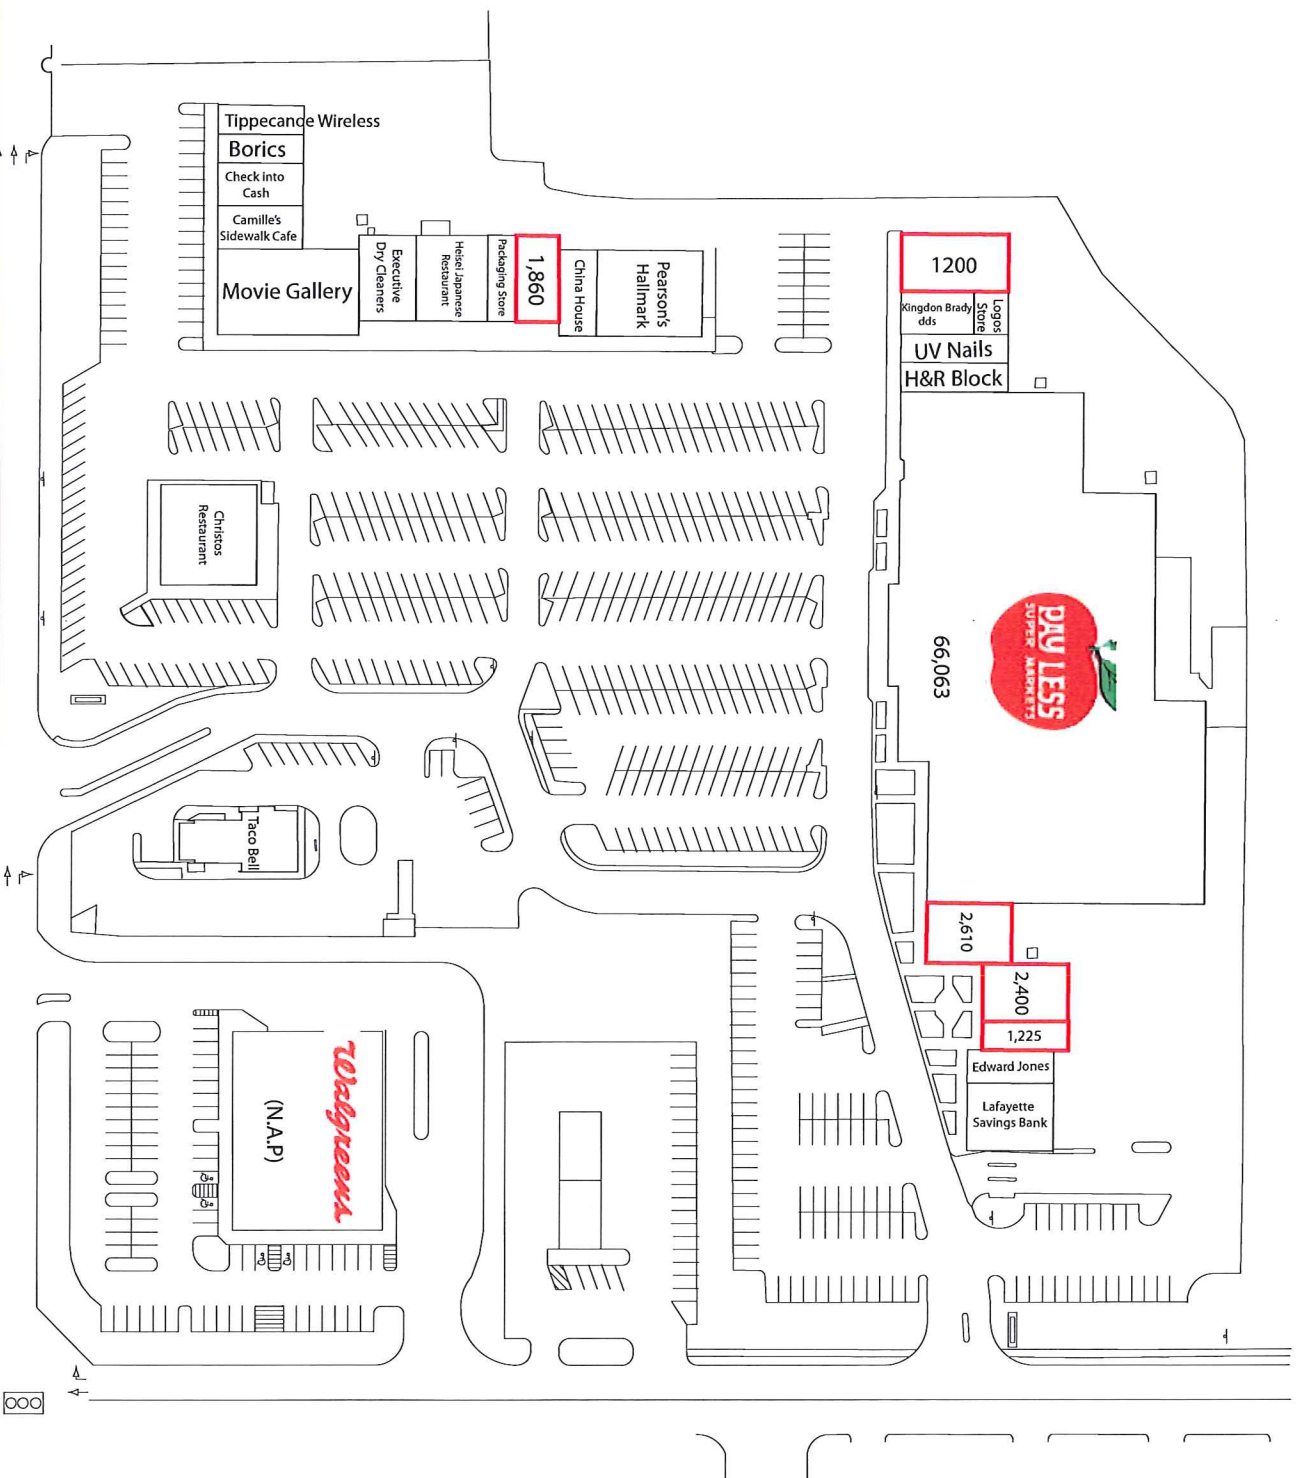 Tippecanoe Wireless
Borics
Check into
Cash
Camille's
Sidewalk Cafe
Movie Gallery
Executive
Dry Cleaners
Heisei Japanese
Restaurant
Packaging Store
1,860
China House
Pearson's
Hallmark
1200
Kingdon Brady
dds
Logos
Store
UV Nails
H&R Block
Christos
Restaurant
66,063
PAY LESS
SUPER MARKETS
Taco Bell
2,610
2,400
1,225
Edward Jones
Lafayette
Savings Bank
Walgreens
(N.A.P)